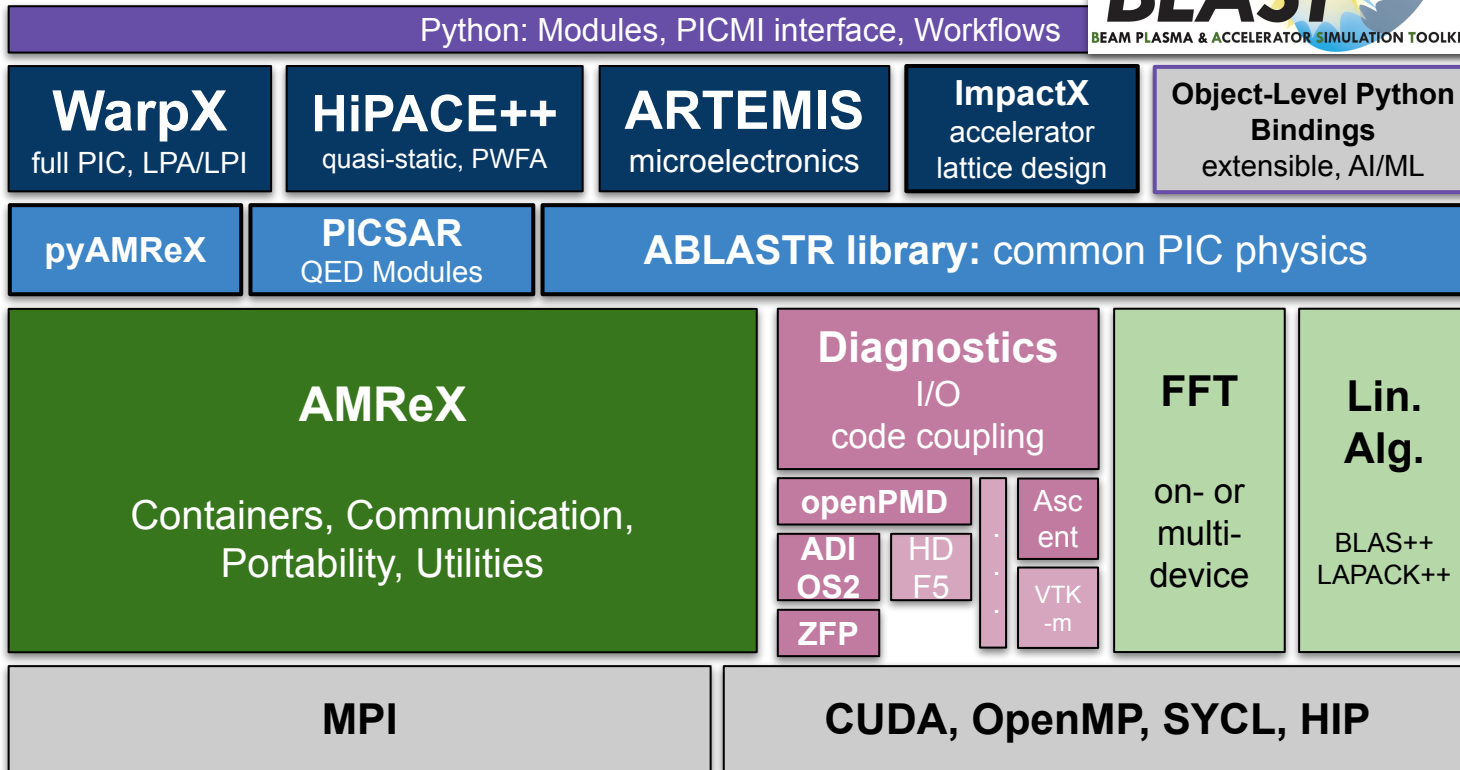 Python: Modules, PICMI interface, Workflows
BLAST
BEAM PLASMA & ACCELERATOR SIMULATION TOOLKI
WarpX
full PIC, LPA/LPI
HiPACE++
quasi-static, PWFA
ARTEMIS
microelectronics
ImpactX
accelerator
lattice design
Object-Level Python
Bindings
extensible, AI/ML
pyAMReX
PICSAR
QED Modules
ABLASTR library: common PIC physics
AMReX
Containers, Communication,
Portability, Utilities
Diagnostics
I/O
code coupling
openPMD
ADI
OS2
HD
F5
ZFP
.
.
.
Asc
ent
VTK
-m
FFT
on- or
multi-
device
Lin.
Alg.
BLAS++
LAPACK++
MPI
CUDA, OpenMP, SYCL, HIP